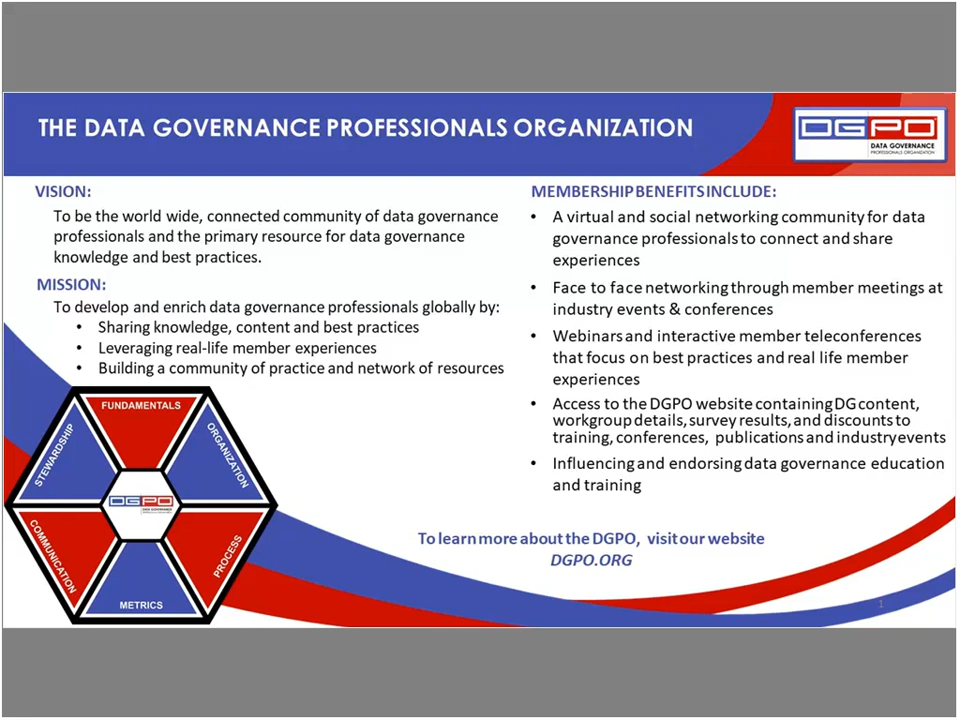 THE DATA GOVERNANCE PROFESSIONALS ORGANIZATION
DGPO
DATA GOVERNANCE
PROFESSIONALS ORGANIZATION
VISION:
To be the world wide, connected community of data governance
professionals and the primary resource for data governance
knowledge and best practices.
MISSION:
To develop and enrich data governance professionals globally by:
• Sharing knowledge, content and best practices
• Leveraging real-life member experiences
• Building a community of practice and network of resources
MEMBERSHIP BENEFITS INCLUDE:
• A virtual and social networking community for data
governance professionals to connect and share
experiences
• Face to face networking through member meetings at
industry events & conferences
• Webinars and interactive member teleconferences
that focus on best practices and real life member
experiences
• Access to the DGPO website containing DG content,
workgroup details, survey results, and discounts to
training, conferences, publications and industry events
• Influencing and endorsing data governance education
and training
FUNDAMENTALS
ORGANIZATION
PROCESS
METRICS
COMMUNICATION
STEWARDSHIP
DGPO
DATA GOVERNANCE
To learn more about the DGPO, visit our website
DGPO.ORG
1